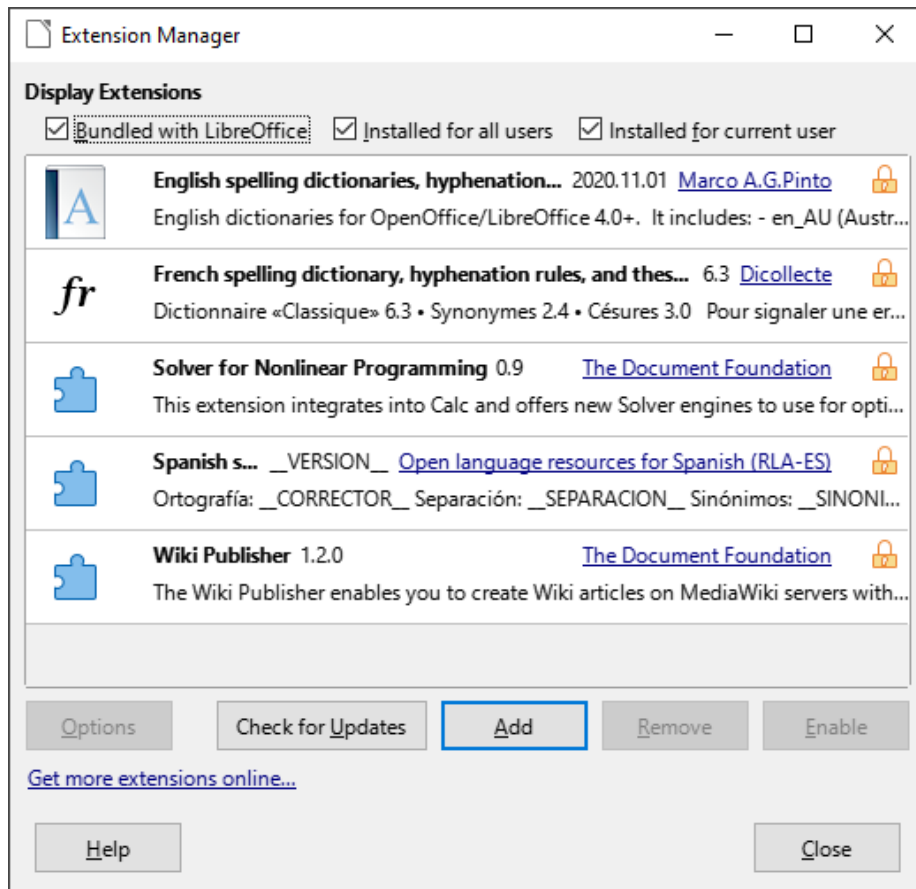 Extension Manager
Display Extensions
Bundled with LibreOffice Installed for all users Installed for current user
English spelling dictionaries, hyphenation... 2020.11.01 Marco A.G.Pinto
English dictionaries for OpenOffice/LibreOffice 4.0+. It includes: - en_AU (Austr...
French spelling dictionary, hyphenation rules, and thes... 6.3 Dicollecte
fr
Dictionnaire «Classique» 6.3 • Synonymes 2.4 • Césures 3.0 Pour signaler une er...
Solver for Nonlinear Programming 0.9 The Document Foundation
This extension integrates into Calc and offers new Solver engines to use for opti...
Spanish s... __VERSION__ Open language resources for Spanish (RLA-ES)
Ortografía: __CORRECTOR__ Separación: __SEPARACION__ Sinónimos: __SINONI...
Wiki Publisher 1.2.0 The Document Foundation
The Wiki Publisher enables you to create Wiki articles on MediaWiki servers with...
Options Check for Updates Add Remove Enable
Get more extensions online...
Help Close